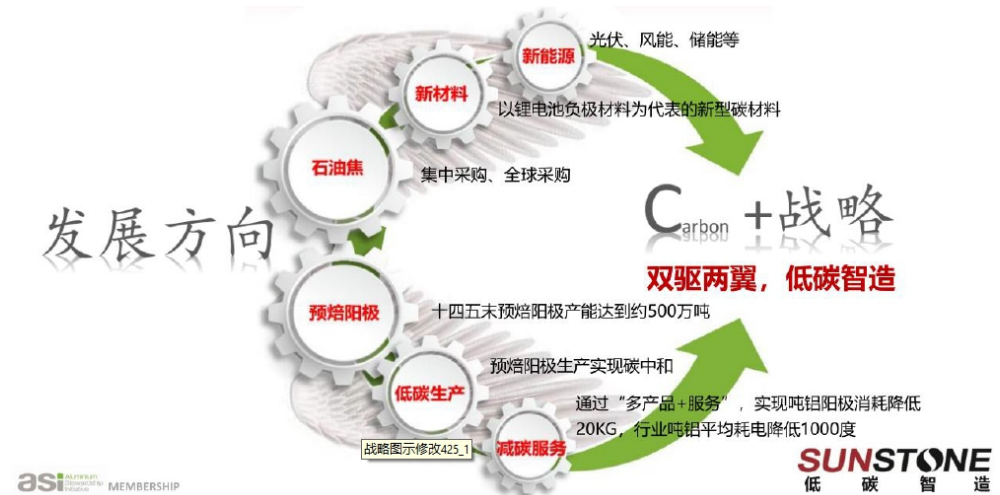 新能源
光伏、风能、储能等
新材料
以锂电池负极材料为代表的新型碳材料
石油焦
集中采购、全球采购
发展方向
Carbon +战略
双驱两翼，低碳智造
预焙阳极
十四五末预焙阳极产能达到约500万吨
预焙阳极生产实现碳中和
低碳生产
通过“多产品+服务”，实现吨铝阳极消耗降低
20KG，行业吨铝平均耗电降低1000度
战略图示修改425_1
减碳服务
SUNSTONE
低碳智造
asi Aluminium
Stewardship
Initiative
MEMBERSHIP